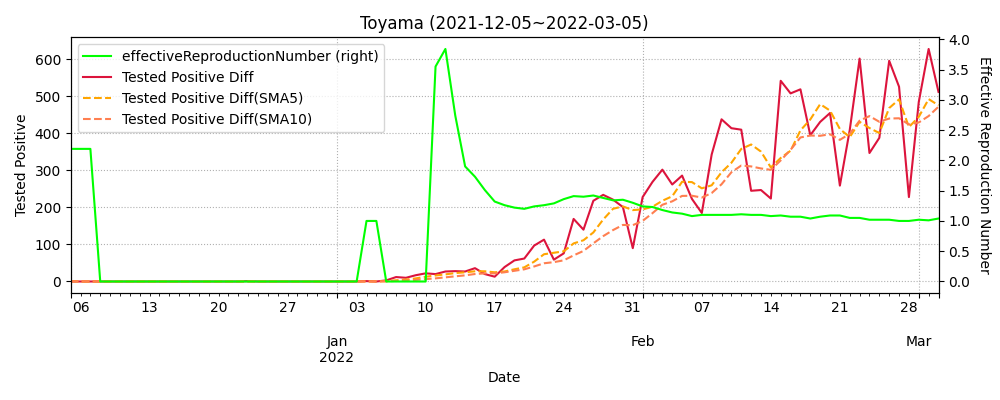 Toyama (2021-12-05~2022-03-05)
effectiveReproductionNumber (right)
Tested Positive Diff
Tested Positive Diff(SMA5)
Tested Positive Diff(SMA10)
Tested Positive
600
500
400
300
200
100
0
4.0
3.5
3.0
2.5
2.0
1.5
1.0
0.5
0.0
Effective Reproduction Number
06 13 20 27 03 10 17 24 31 07 14 21 28
Jan Feb Mar
2022
Date